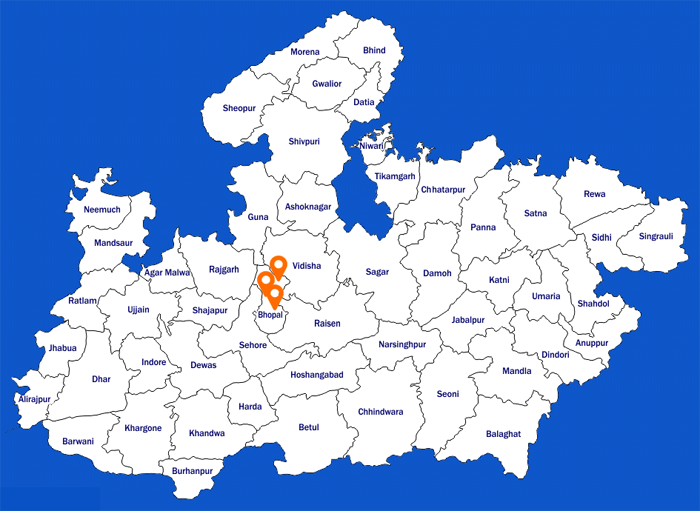 Morena
Bhind
Gwalior
Sheopur
Datia
Shivpuri
Niwari
Tikamgarh
Chhatarpur
Rewa
Neemuch
Guna
Ashoknagar
Panna
Satna
Mandsaur
Sidhi
Singrauli
Agar Malwa
Rajgarh
Vidisha
Sagar
Damoh
Katni
Umaria
Ratlam
Ujjain
Shajapur
Bhopal
Raisen
Jabalpur
Shahdol
Jhabua
Sehore
Narsinghpur
Anuppur
Indore
Dewas
Dindori
Dhar
Hoshangabad
Mandla
Alirajpur
Harda
Chhindwara
Seoni
Barwani
Khargone
Khandwa
Betul
Balaghat
Burhanpur